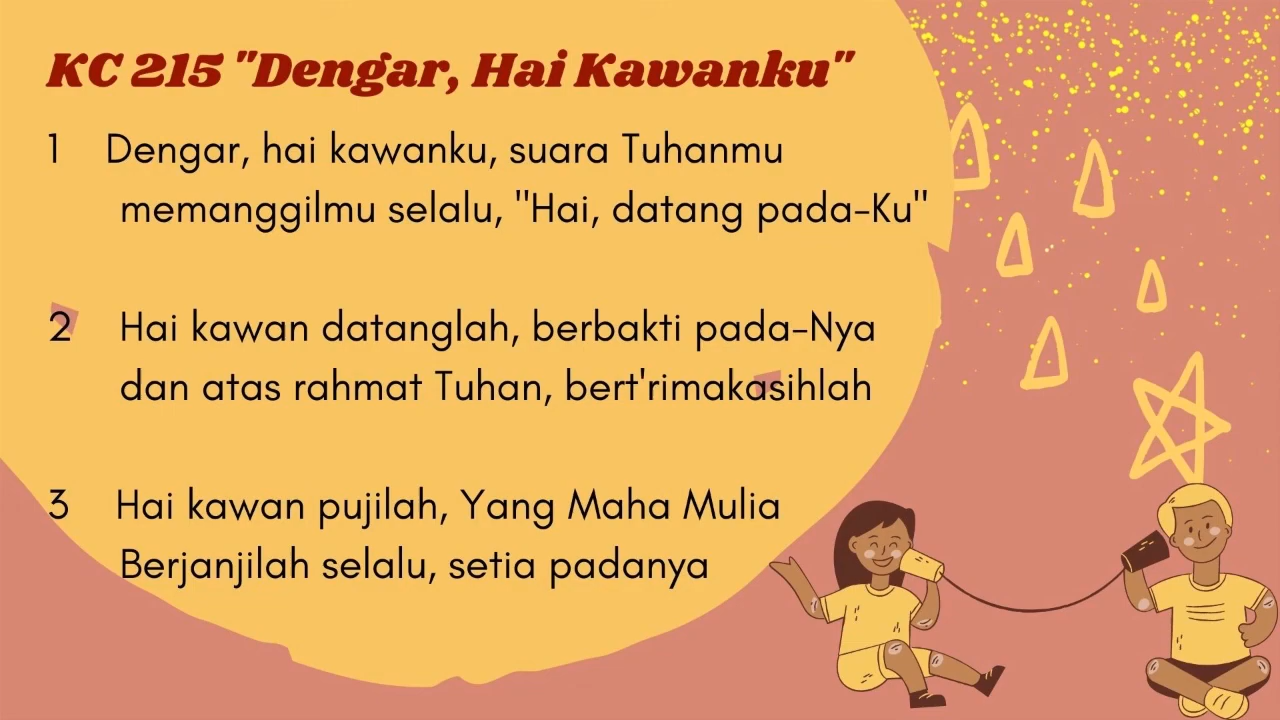 KC 215 "Dengar, Hai Kawanku"
1 Dengar, hai kawanku, suara Tuhanmu
memanggilmu selalu, "Hai, datang pada-Ku"
2 Hai kawan datanglah, berbakti pada-Nya
dan atas rahmat Tuhan, bert'rimakasihlah
3 Hai kawan pujilah, Yang Maha Mulia
Berjanjilah selalu, setia padanya